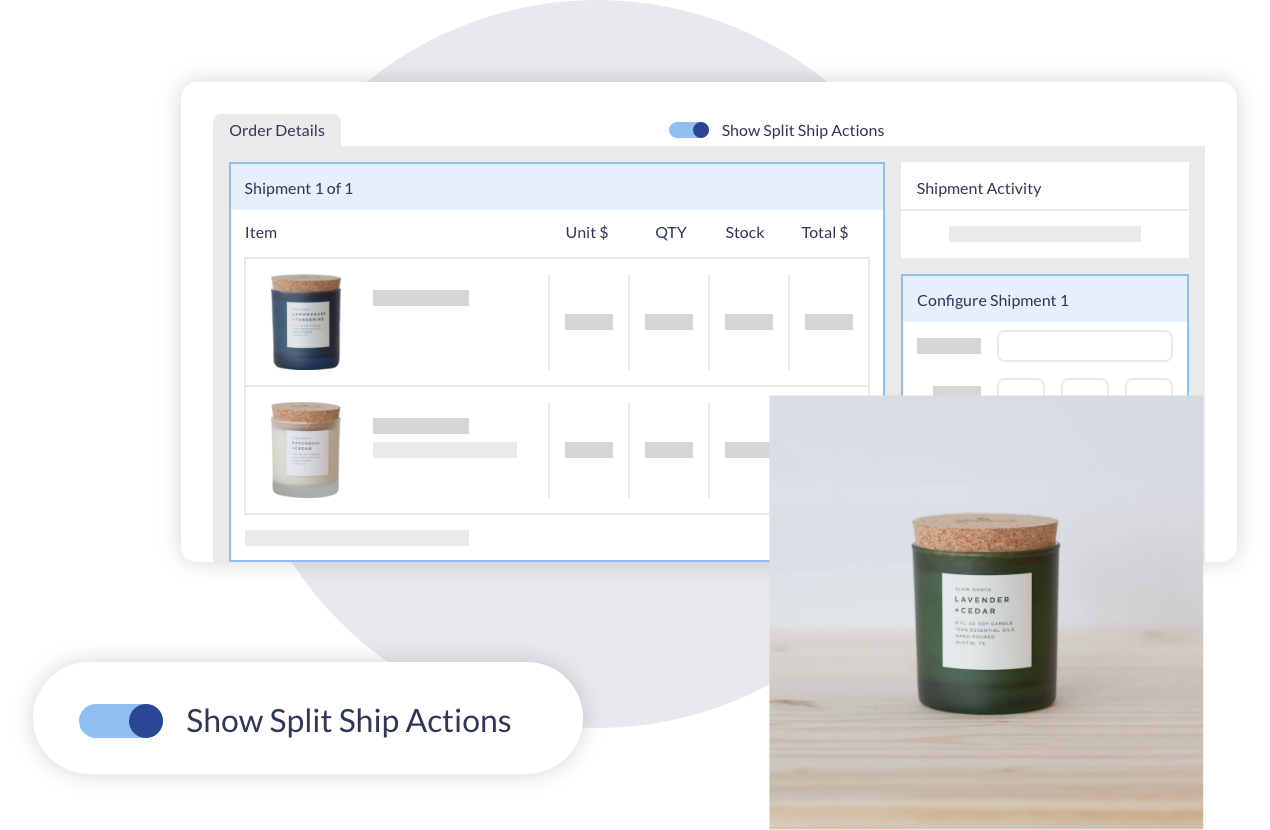 Order Details
Show Split Ship Actions
Shipment 1 of 1
Shipment Activity
Item
Unit $
QTY
Stock
Total $
LEMONGRASS
+TANGERINE
Configure Shipment 1
PATCHOULI
+CEDAR
SLOW NORTH
LAVENDER
+CEDAR
8 FL OZ SOY CANDLE
100% ESSENTIAL OILS
HAND-POURED
AUSTIN, TX
Show Split Ship Actions